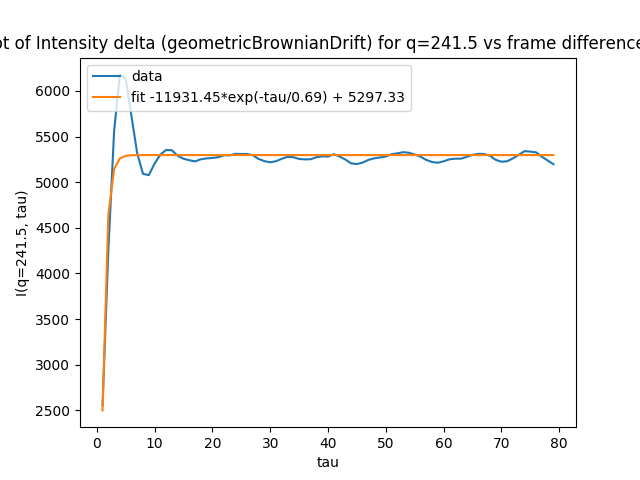 ot of Intensity delta (geometricBrownianDrift) for q=241.5 vs frame difference
data
fit -11931.45*exp(-tau/0.69) + 5297.33
I(q=241.5, tau)
6000
5500
5000
4500
4000
3500
3000
2500
0 10 20 30 40 50 60 70 80
tau